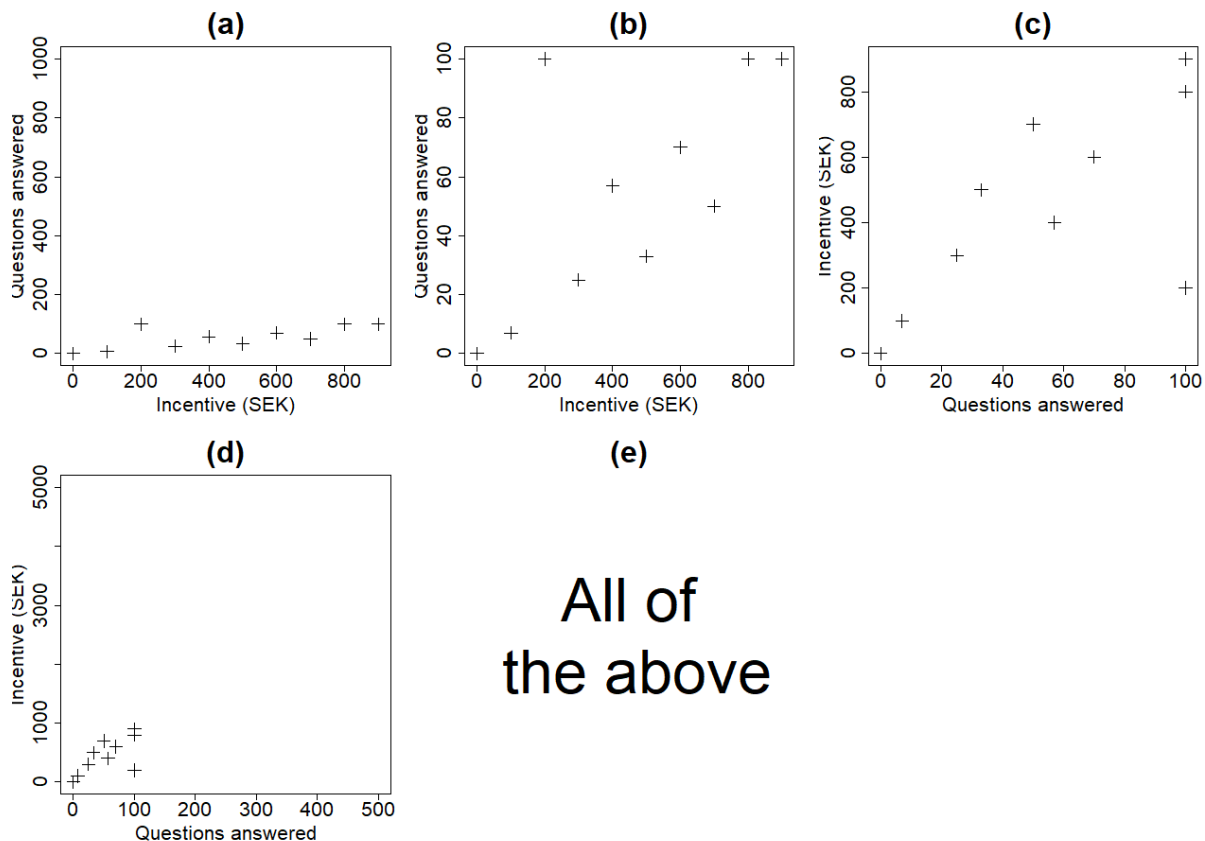 (a)
1000
800
600
400
200
0
Questions answered
0 200 400 600 800
Incentive (SEK)
(b)
100
80
60
40
20
0
Questions answered
0 200 400 600 800
Incentive (SEK)
(c)
800
600
400
200
0
Incentive (SEK)
0 20 40 60 80 100
Questions answered
(d)
5000
3000
1000
0
Incentive (SEK)
0 100 200 300 400 500
Questions answered
(e)
All of
the above